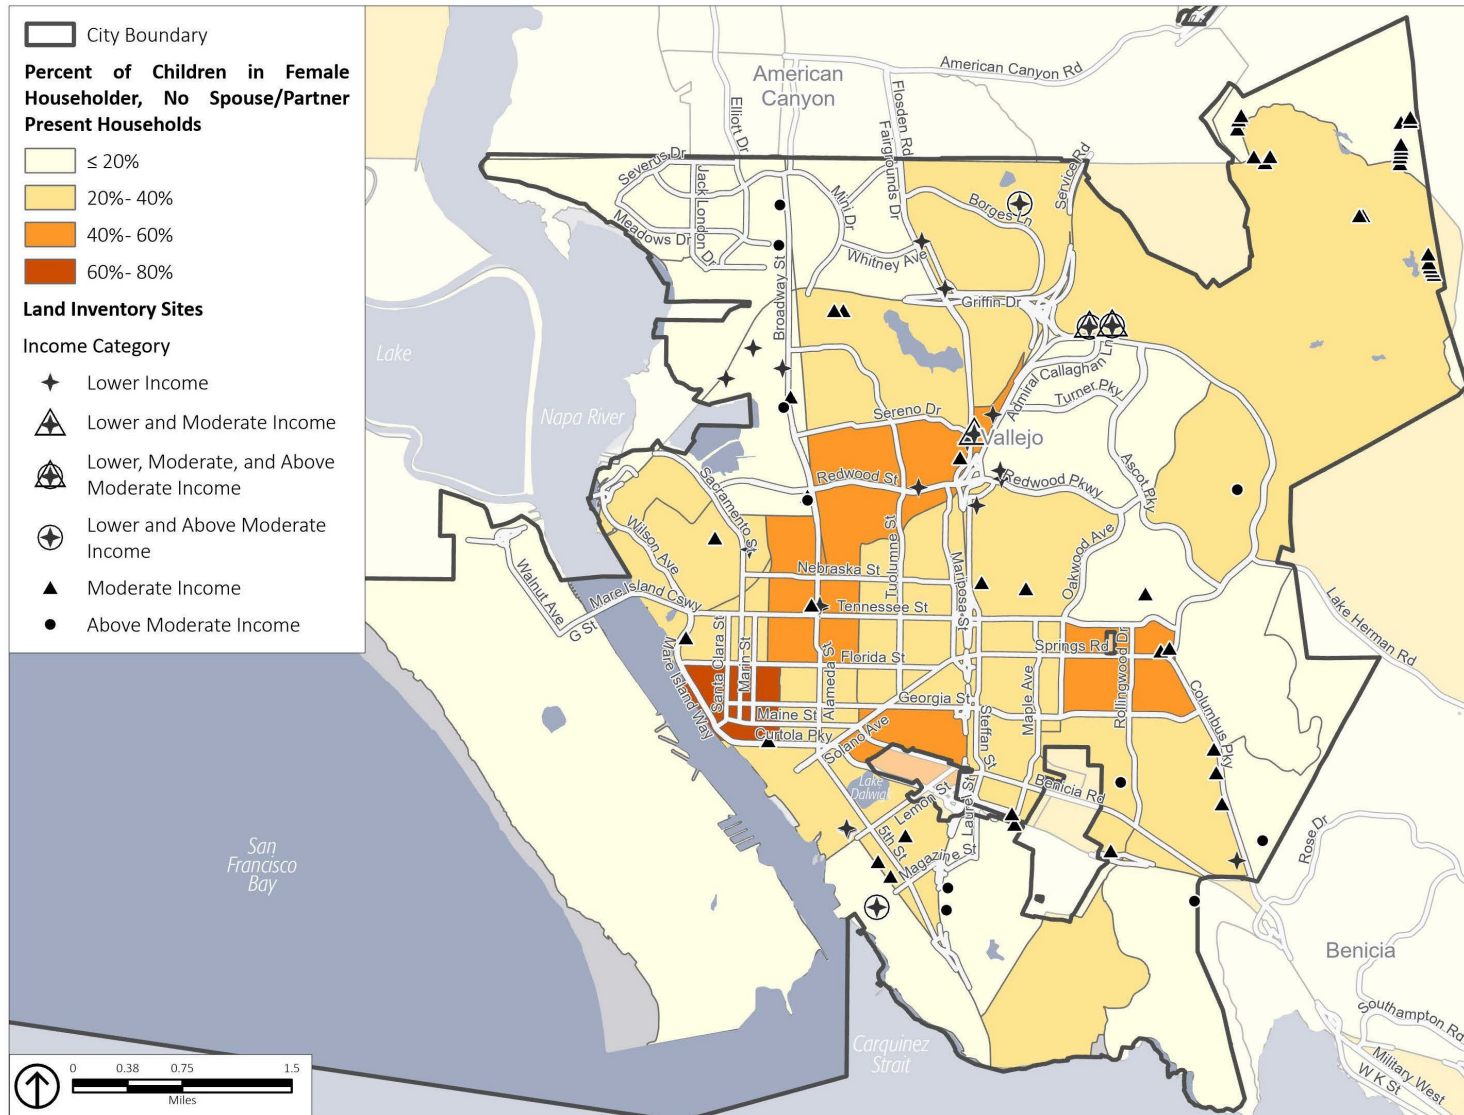 City Boundary
Percent of Children in Female
Householder, No Spouse/Partner
Present Households
≤ 20%
20%- 40%
40%- 60%
60%- 80%
Land Inventory Sites
Income Category
Lower Income
Lower and Moderate Income
Lower, Moderate, and Above
Moderate Income
Lower and Above Moderate
Income
Moderate Income
Above Moderate Income
American
Canyon
American Canyon Rd
Elliott Dr
Flosden Rd
Fairgrounds Dr
Service Rd
Severus Dr
Jack London Dr
Meadows Dr
Mini Dr
Borges Ln
Whitney Ave
Broadway St
Griffin Dr
Lake
Napa River
Admiral Callaghan Ln
Turner Pky
Sereno Dr
Vallejo
Ascot Pky
Redwood St
Redwood Pkwy
Sacramento St
Wilson Ave
Tuolumne St
Mariposa St
Oakwood Ave
Nebraska St
Walnut Ave
G St
Mare Island Cswy
Tennessee St
Lake Herman Rd
Springs Rd
Rollingwood Dr
Santa Clara St
Marin St
Alameda St
Florida St
Mare Island Way
Georgia St
Maine St
Curtola Pky
Solano Ave
Steffan St
Maple Ave
Columbus Pky
Lake
Dalwigk
Lemon St
Laurel St
Benicia Rd
5th St
Magazine St
Rose Dr
San
Francisco
Bay
Benicia
Southampton Rd
Military West
W K St
Carquinez
Strait
0 0.38 0.75 1.5
Miles